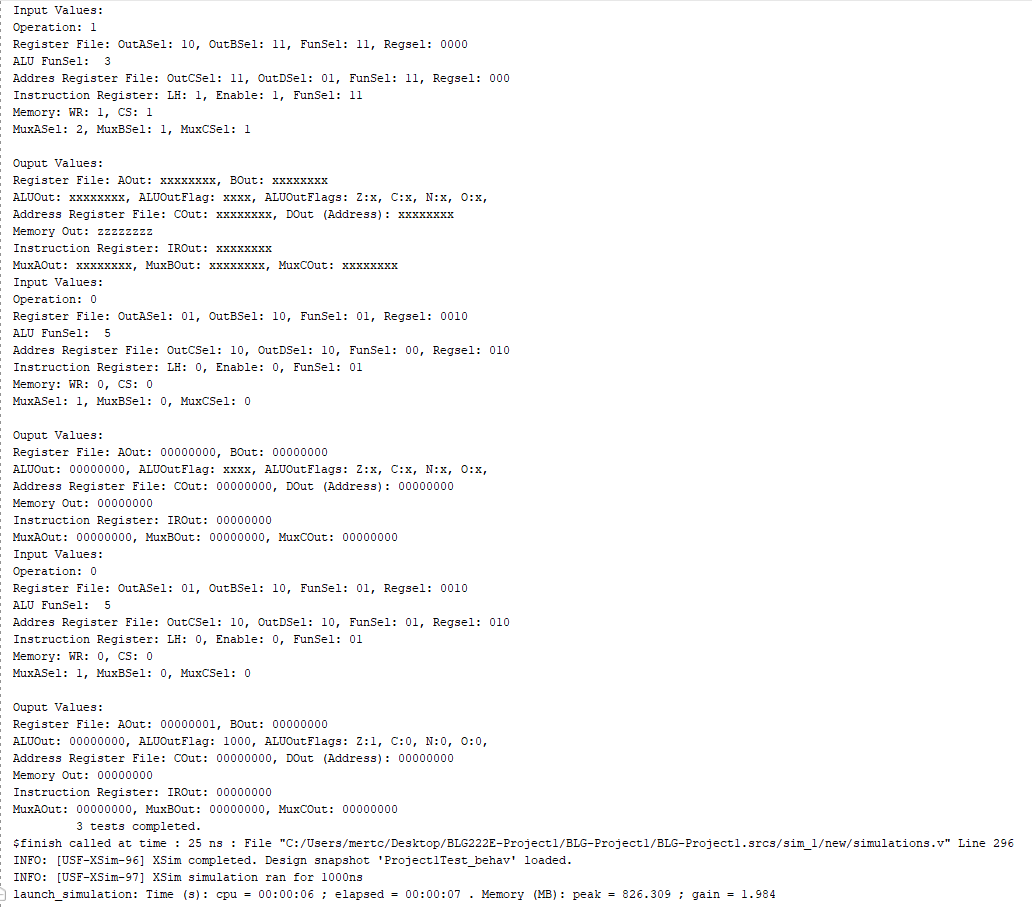 Input Values:
Operation: 1
Register File: OutASel: 10, OutBSel: 11, FunSel: 11, Regsel: 0000
ALU FunSel:  3
Addres Register File: OutCSel: 11, OutDSel: 01, FunSel: 11, Regsel: 000
Instruction Register: LH: 1, Enable: 1, FunSel: 11
Memory: WR: 1, CS: 1
MuxASel: 2, MuxBSel: 1, MuxCSel: 1
Ouput Values:
Register File: AOut: xxxxxxxx, BOut: xxxxxxxx
ALUOut: xxxxxxxx, ALUOutFlag: xxxx, ALUOutFlags: Z:x, C:x, N:x, O:x,
Address Register File: COut: xxxxxxxx, DOut (Address): xxxxxxxx
Memory Out: zzzzzzzz
Instruction Register: IROut: xxxxxxxx
MuxAOut: xxxxxxxx, MuxBOut: xxxxxxxx, MuxCOut: xxxxxxxx
Input Values:
Operation: 0
Register File: OutASel: 01, OutBSel: 10, FunSel: 01, Regsel: 0010
ALU FunSel:  5
Addres Register File: OutCSel: 10, OutDSel: 10, FunSel: 00, Regsel: 010
Instruction Register: LH: 0, Enable: 0, FunSel: 01
Memory: WR: 0, CS: 0
MuxASel: 1, MuxBSel: 0, MuxCSel: 0
Ouput Values:
Register File: AOut: 00000000, BOut: 00000000
ALUOut: 00000000, ALUOutFlag: xxxx, ALUOutFlags: Z:x, C:x, N:x, O:x,
Address Register File: COut: 00000000, DOut (Address): 00000000
Memory Out: 00000000
Instruction Register: IROut: 00000000
MuxAOut: 00000000, MuxBOut: 00000000, MuxCOut: 00000000
Input Values:
Operation: 0
Register File: OutASel: 01, OutBSel: 10, FunSel: 01, Regsel: 0010
ALU FunSel:  5
Addres Register File: OutCSel: 10, OutDSel: 10, FunSel: 01, Regsel: 010
Instruction Register: LH: 0, Enable: 0, FunSel: 01
Memory: WR: 0, CS: 0
MuxASel: 1, MuxBSel: 0, MuxCSel: 0
Ouput Values:
Register File: AOut: 00000001, BOut: 00000000
ALUOut: 00000000, ALUOutFlag: 1000, ALUOutFlags: Z:1, C:0, N:0, O:0,
Address Register File: COut: 00000000, DOut (Address): 00000000
Memory Out: 00000000
Instruction Register: IROut: 00000000
MuxAOut: 00000000, MuxBOut: 00000000, MuxCOut: 00000000
3 tests completed.
$finish called at time : 25 ns : File "C:/Users/mertc/Desktop/BLG222E-Project1/BLG-Project1/BLG-Project1.srcs/sim_1/new/simulations.v" Line 296
INFO: [USF-XSim-96] XSim completed. Design snapshot 'Project1Test_behav' loaded.
INFO: [USF-XSim-97] XSim simulation ran for 1000ns
launch_simulation: Time (s): cpu = 00:00:06 ; elapsed = 00:00:07 . Memory (MB): peak = 826.309 ; gain = 1.984